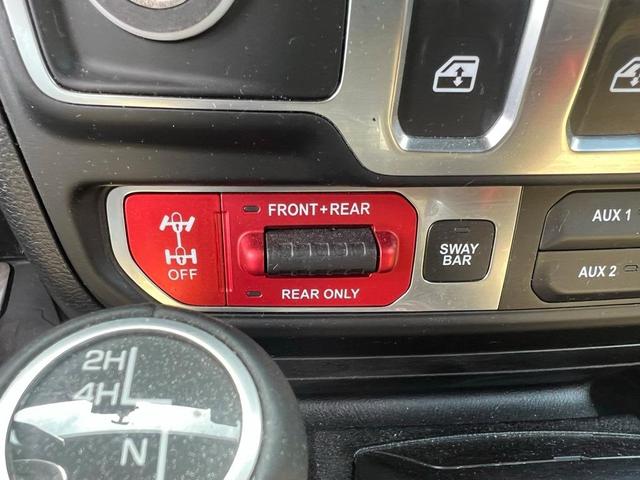 FRONT+REAR
OFF
REAR ONLY
SWAY
BAR
AUX 1
AUX 2
2H
4H
N